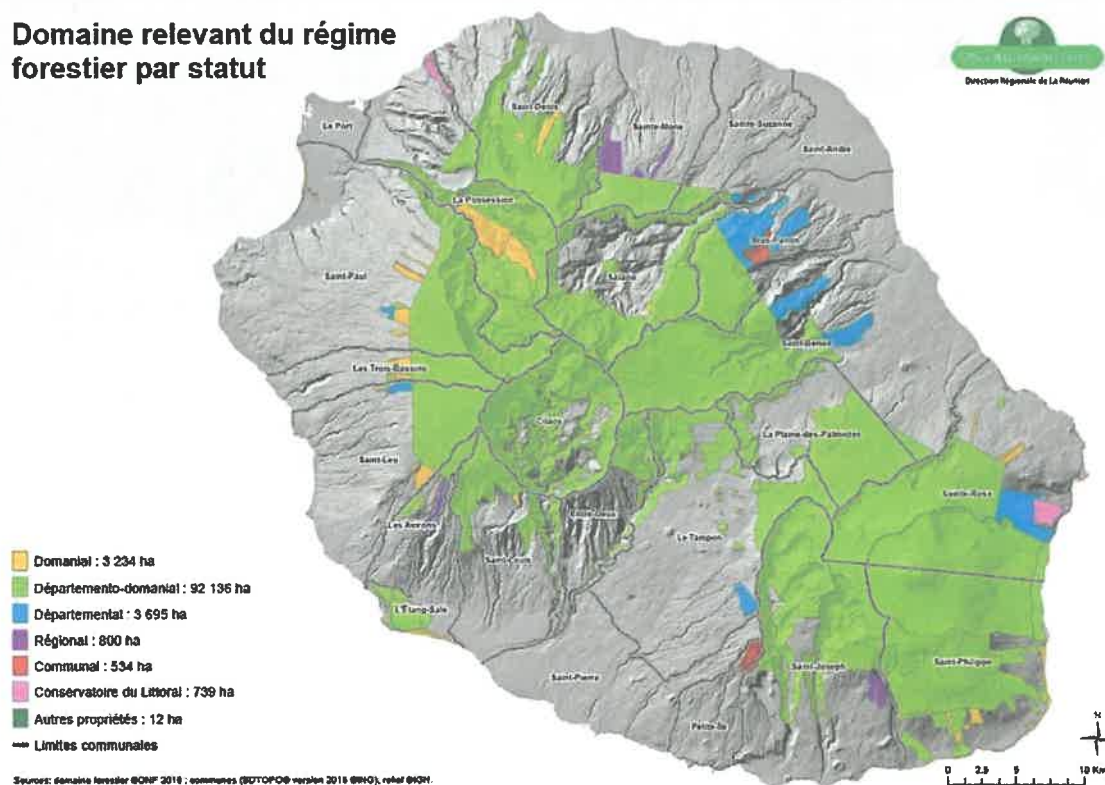 Domaine relevant du régime
forestier par statut
Direction Régionale de La Réunion
Le Port
Saint-Denis
Sainte-Marie
Sainte-Suzanne
Saint-André
La Possession
Bras-Panon
Salazie
Saint-Paul
Saint-Benoît
Les Trois-Bassins
Cilaos
La Plaine-des-Palmistes
Saint-Leu
Sainte-Rose
Les Avirons
Entre-Deux
Le Tampon
Saint-Louis
L'Étang-Salé
Saint-Joseph
Saint-Philippe
Saint-Pierre
Petite-Île
Domanial : 3 234 ha
Départemento-domanial : 92 136 ha
Départemental : 3 695 ha
Régional : 800 ha
Communal : 534 ha
Conservatoire du Littoral : 739 ha
Autres propriétés : 12 ha
Limites communales
N
0 2.5 5 10 Km